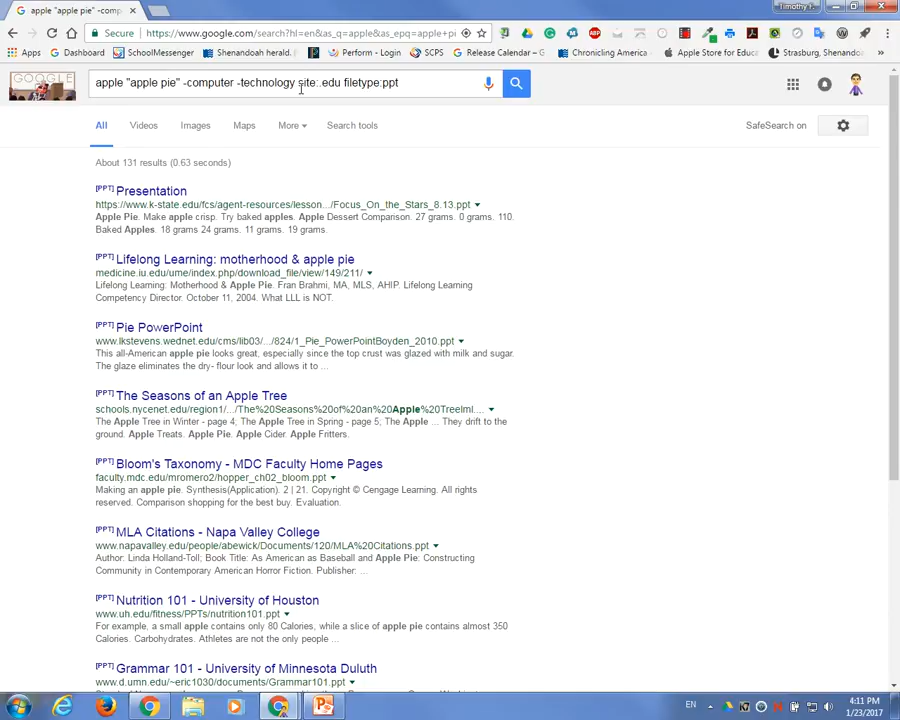 apple "apple pie" -comp
Timothy Y.
Secure
https://www.google.com/search?hl=en&as_q=apple&as_epq=apple+pie
Apps
Dashboard
SchoolMessenger
Shenandoah herald.
Perform - Login
SCPS
Release Calendar –
Chronicling America
Apple Store for Educ
Strasburg, Shenandoa
GOOGLE
apple "apple pie" -computer -technology site:.edu filetype:ppt
All
Videos
Images
Maps
More
Search tools
SafeSearch on
About 131 results (0.63 seconds)
[PPT] Presentation
https://www.k-state.edu/fcs/agent-resources/lesson.../Focus_On_the_Stars_8.13.ppt
Apple Pie. Make apple crisp. Try baked apples. Apple Dessert Comparison. 27 grams. 0 grams. 110.
Baked Apples. 18 grams 24 grams. 11 grams. 19 grams.
[PPT] Lifelong Learning: motherhood & apple pie
medicine.iu.edu/ume/index.php/download_file/view/149/211/
Lifelong Learning: Motherhood & Apple Pie. Fran Brahmi, MA, MLS, AHIP. Lifelong Learning
Competency Director. October 11, 2004. What LLL is NOT.
[PPT] Pie PowerPoint
www.lkstevens.wednet.edu/cms/lib03/.../824/1_Pie_PowerPointBoyden_2010.ppt
This all-American apple pie looks great, especially since the top crust was glazed with milk and sugar.
The glaze eliminates the dry- flour look and allows it to ...
[PPT] The Seasons of an Apple Tree
schools.nycenet.edu/region1/.../The%20Seasons%20of%20an%20Apple%20Treelml....
The Apple Tree in Winter - page 4; The Apple Tree in Spring - page 5; The Apple ... They drift to the
ground. Apple Treats. Apple Pie. Apple Cider. Apple Fritters.
[PPT] Bloom's Taxonomy - MDC Faculty Home Pages
faculty.mdc.edu/mromero2/hopper_ch02_bloom.ppt
Making an apple pie. Synthesis(Application). 2 | 21. Copyright © Cengage Learning. All rights
reserved. Comparison shopping for the best buy. Evaluation.
[PPT] MLA Citations - Napa Valley College
www.napavalley.edu/people/abewick/Documents/120/MLA%20Citations.ppt
Author: Linda Holland-Toll; Book Title: As American as Baseball and Apple Pie: Constructing
Community in Contemporary American Horror Fiction. Publisher: ...
[PPT] Nutrition 101 - University of Houston
www.uh.edu/fitness/PPTs/nutrition101.ppt
For example, a small apple contains only 80 Calories, while a slice of apple pie contains almost 350
Calories. Carbohydrates. Athletes are not the only people ...
[PPT] Grammar 101 - University of Minnesota Duluth
www.d.umn.edu/~eric1030/documents/Grammar101.ppt
EN
4:11 PM
1/23/2017